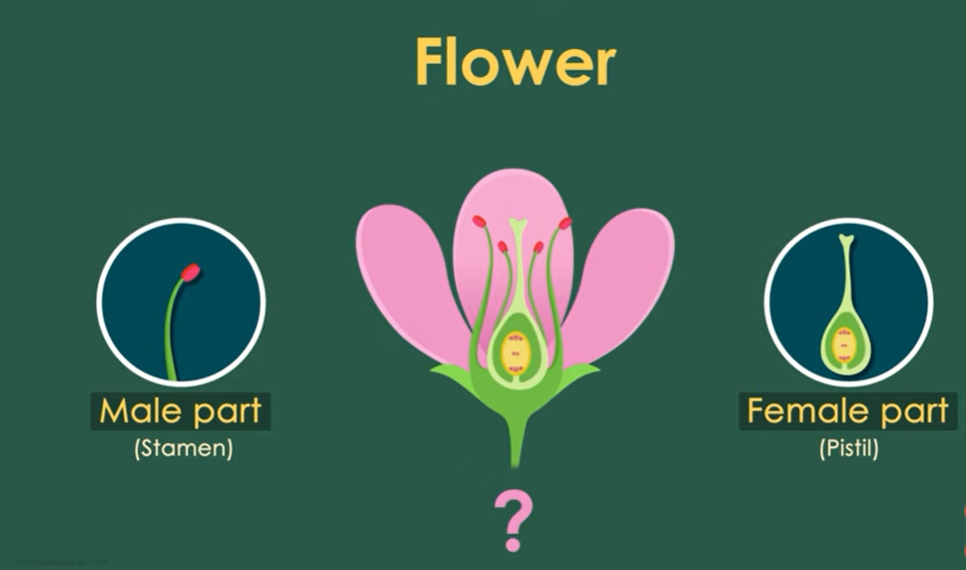 Flower
Male part
(Stamen)
Female part
(Pistil)
?